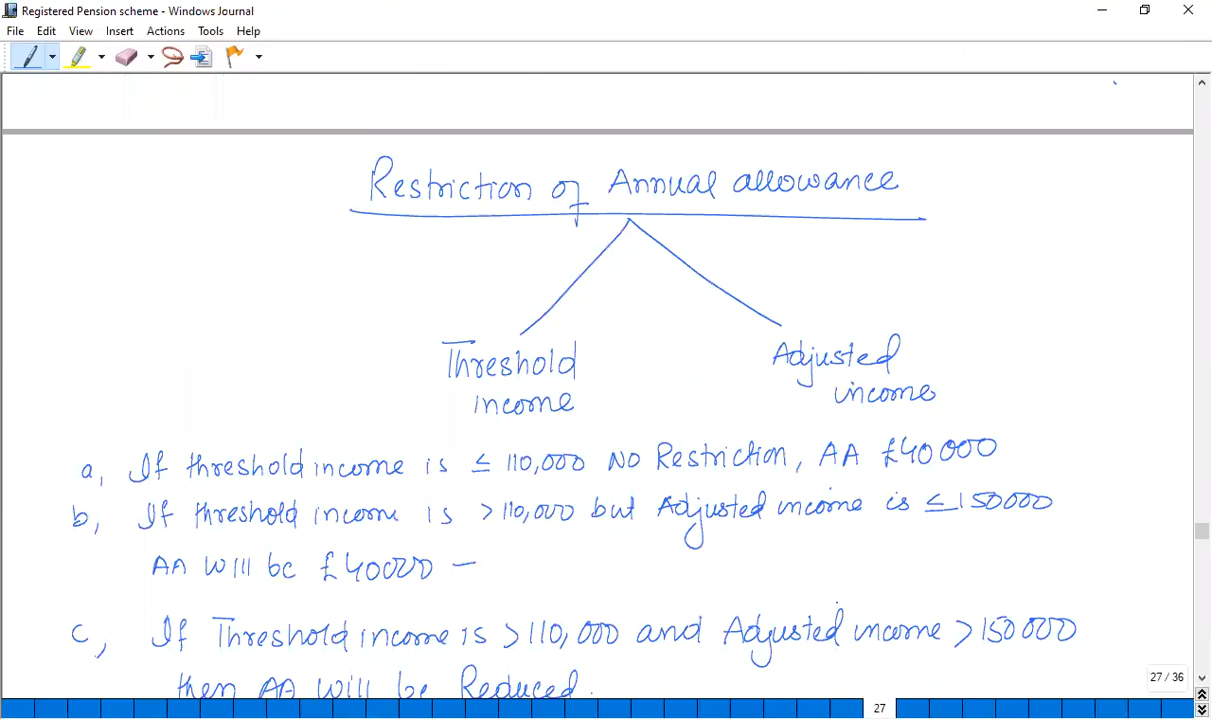 Registered Pension scheme - Windows Journal
File Edit View Insert Actions Tools Help
Restriction of Annual allowance
Threshold
income
Adjusted
income
a, If threshold income is ≤ 110,000 No Restriction, AA £40000
b, If threshold income is >110,000 but Adjusted income is ≤150000
AA will be £40000 –
c, If Threshold income is >110,000 and Adjusted income >150000
then AA will be Reduced.
27 / 36
27